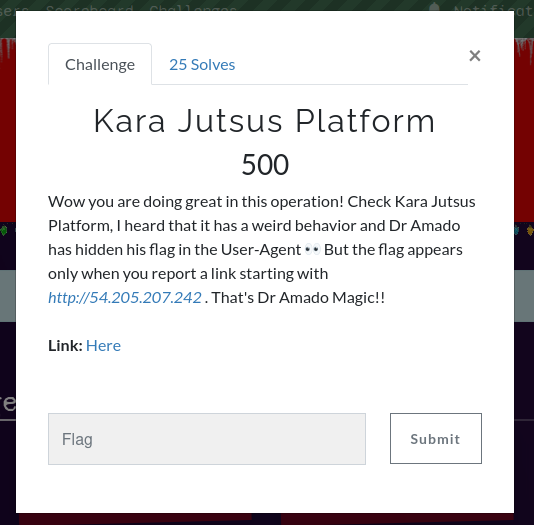 Scoreboard Challenges
Notificat
Challenge
25 Solves
×
Kara Jutsus Platform
500
Wow you are doing great in this operation! Check Kara Jutsus
Platform, I heard that it has a weird behavior and Dr Amado
has hidden his flag in the User-Agent 👀 But the flag appears
only when you report a link starting with
http://54.205.207.242 . That's Dr Amado Magic!!
Link: Here
re
Flag
Submit